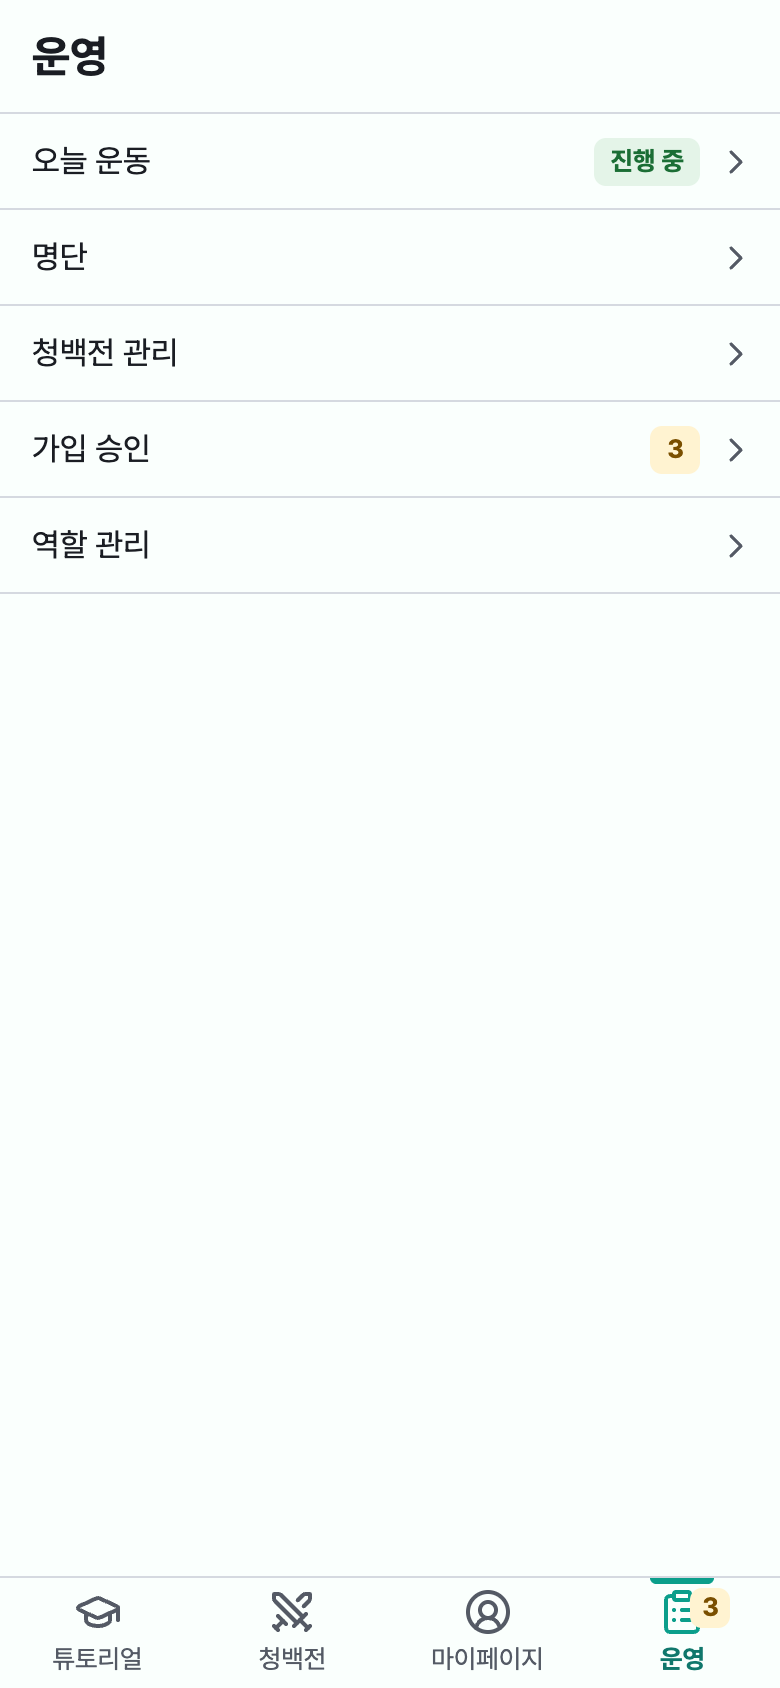 운영
오늘 운동 진행 중
명단
청백전 관리
가입 승인 3
역할 관리
튜토리얼 청백전 마이페이지 운영 3